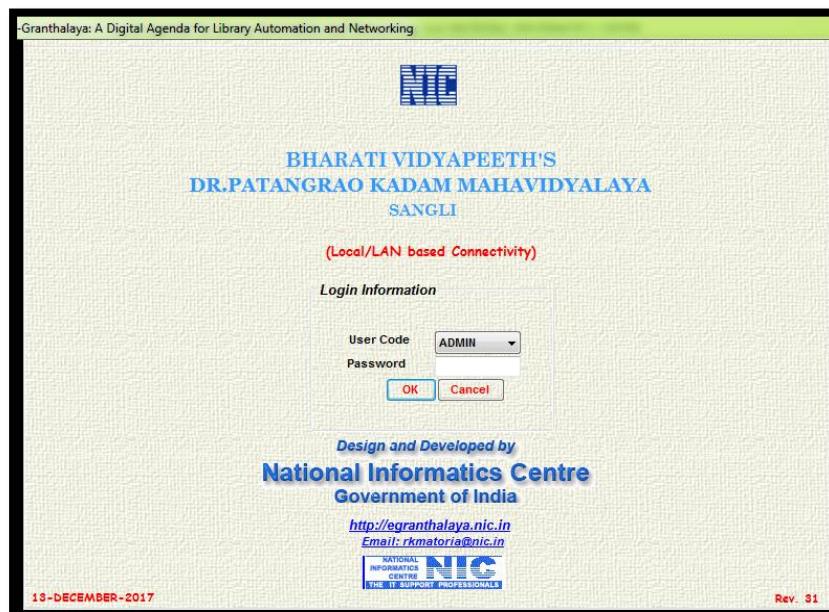 -Granthalaya: A Digital Agenda for Library Automation and Networking
NIC
BHARATI VIDYAPEETH'S
DR.PATANGRAO KADAM MAHAVIDYALAYA
SANGLI
(Local/LAN based Connectivity)
Login Information
User Code ADMIN
Password
OK Cancel
Design and Developed by
National Informatics Centre
Government of India
http://egranthalaya.nic.in
Email: rkmatoria@nic.in
NATIONAL
INFORMATICS
CENTRE
NIC
THE IT SUPPORT PROFESSIONALS
13-DECEMBER-2017 Rev. 31